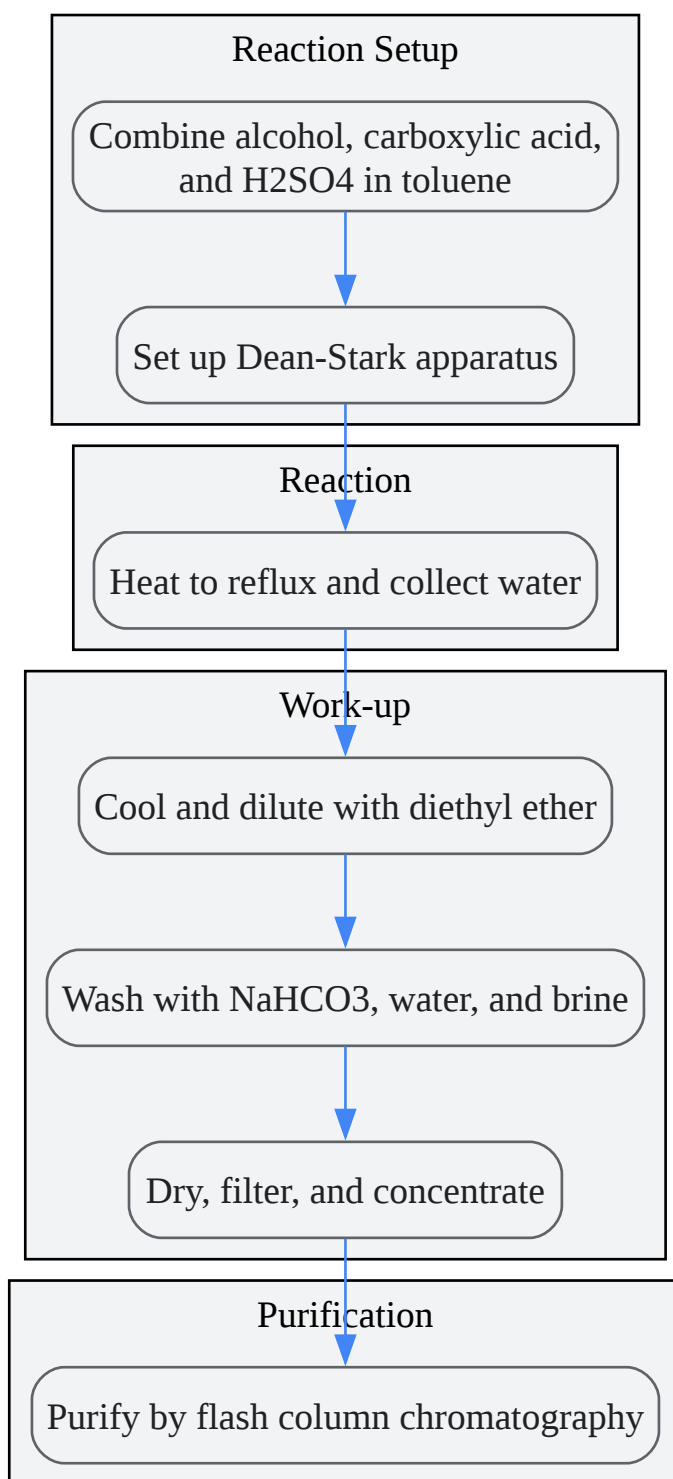 Reaction Setup
Combine alcohol, carboxylic acid,
and H2SO4 in toluene
Set up Dean-Stark apparatus
Reaction
Heat to reflux and collect water
Work-up
Cool and dilute with diethyl ether
Wash with NaHCO3, water, and brine
Dry, filter, and concentrate
Purification
Purify by flash column chromatography